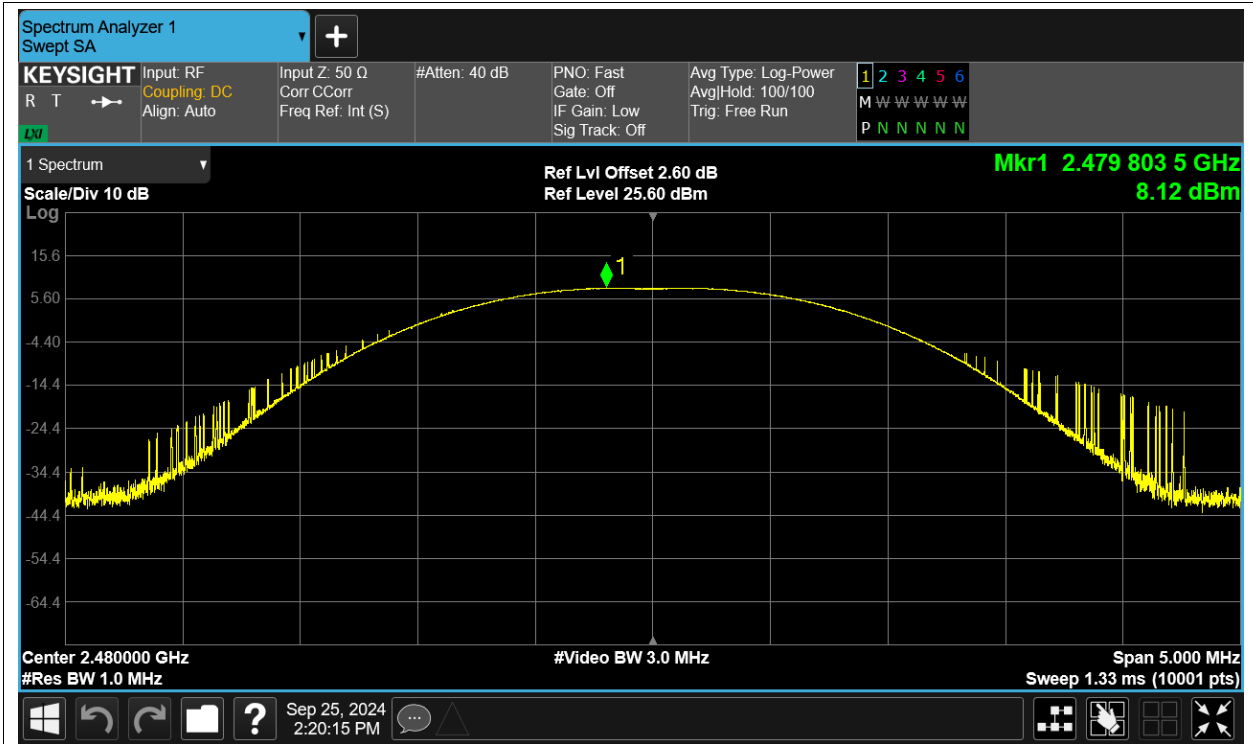 Spectrum Analyzer 1
Swept SA
KEYSIGHT
R T
LXI
Input: RF
Coupling: DC
Align: Auto
Input Z: 50 Ω
Corr CCorr
Freq Ref: Int (S)
#Atten: 40 dB
PNO: Fast
Gate: Off
IF Gain: Low
Sig Track: Off
Avg Type: Log-Power
Avg|Hold: 100/100
Trig: Free Run
1 2 3 4 5 6
M W W W W W
P N N N N N
1 Spectrum
Scale/Div 10 dB
Log
Ref Lvl Offset 2.60 dB
Ref Level 25.60 dBm
Mkr1 2.479 803 5 GHz
8.12 dBm
1
15.6
5.60
-4.40
-14.4
-24.4
-34.4
-44.4
-54.4
-64.4
Center 2.480000 GHz
#Res BW 1.0 MHz
#Video BW 3.0 MHz
Span 5.000 MHz
Sweep 1.33 ms (10001 pts)
?
Sep 25, 2024
2:20:15 PM